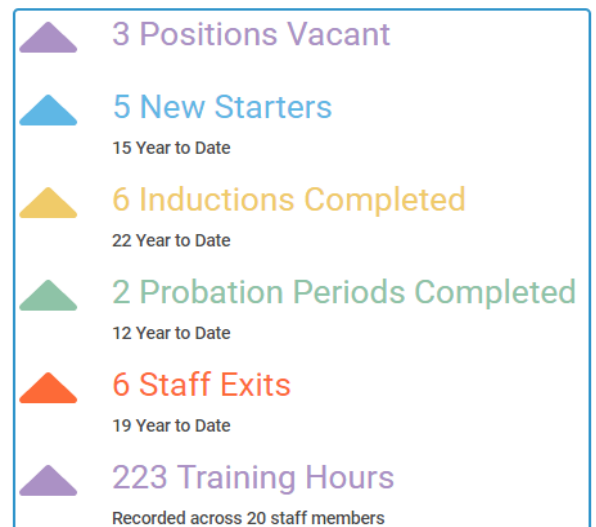 3 Positions Vacant
5 New Starters
15 Year to Date
6 Inductions Completed
22 Year to Date
2 Probation Periods Completed
12 Year to Date
6 Staff Exits
19 Year to Date
223 Training Hours
Recorded across 20 staff members